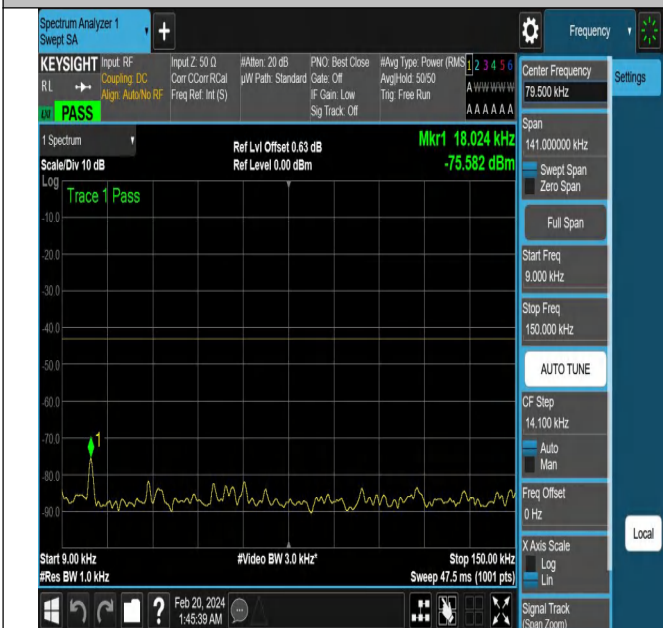 Spectrum Analyzer 1
Swept SA
Frequency
KEYSIGHT
Input: RF
Input Z: 50 Ω
#Atten: 20 dB
PNO: Best Close
#Avg Type: Power (RMS
1 2 3 4 5 6
RL
Coupling: DC
Corr CCorr RCal
µW Path: Standard
Gate: Off
Avg|Hold: 50/50
A W W W W W
Align: Auto/No RF
Freq Ref: Int (S)
IF Gain: Low
Trig: Free Run
Sig Track: Off
A A A A A A
LXI
PASS
1 Spectrum
Ref Lvl Offset 0.63 dB
Mkr1 18.024 kHz
Scale/Div 10 dB
Ref Level 0.00 dBm
-75.582 dBm
Log
Trace 1 Pass
-10.0
-20.0
-30.0
-40.0
-50.0
-60.0
-70.0
1
-80.0
-90.0
Start 9.00 kHz
#Video BW 3.0 kHz*
Stop 150.00 kHz
#Res BW 1.0 kHz
Sweep 47.5 ms (1001 pts)
?
Feb 20, 2024
1:45:39 AM
Center Frequency
79.500 kHz
Settings
Span
141.000000 kHz
Swept Span
Zero Span
Full Span
Start Freq
9.000 kHz
Stop Freq
150.000 kHz
AUTO TUNE
CF Step
14.100 kHz
Auto
Man
Freq Offset
0 Hz
Local
X Axis Scale
Log
Lin
Signal Track
(Span Zoom)